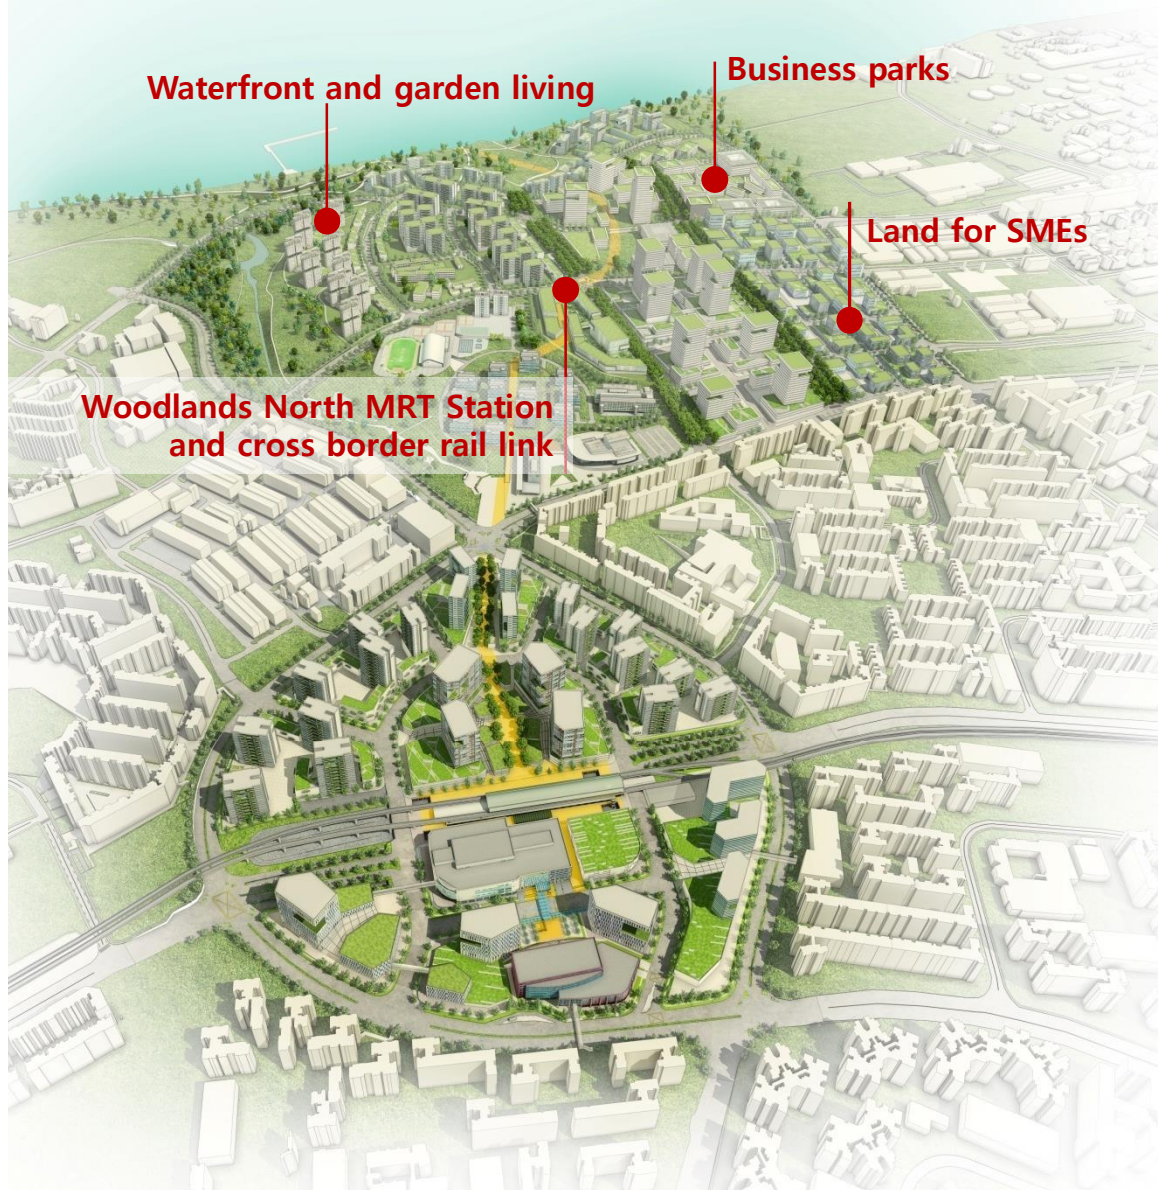 Waterfront and garden living
Business parks
Land for SMEs
Woodlands North MRT Station
and cross border rail link